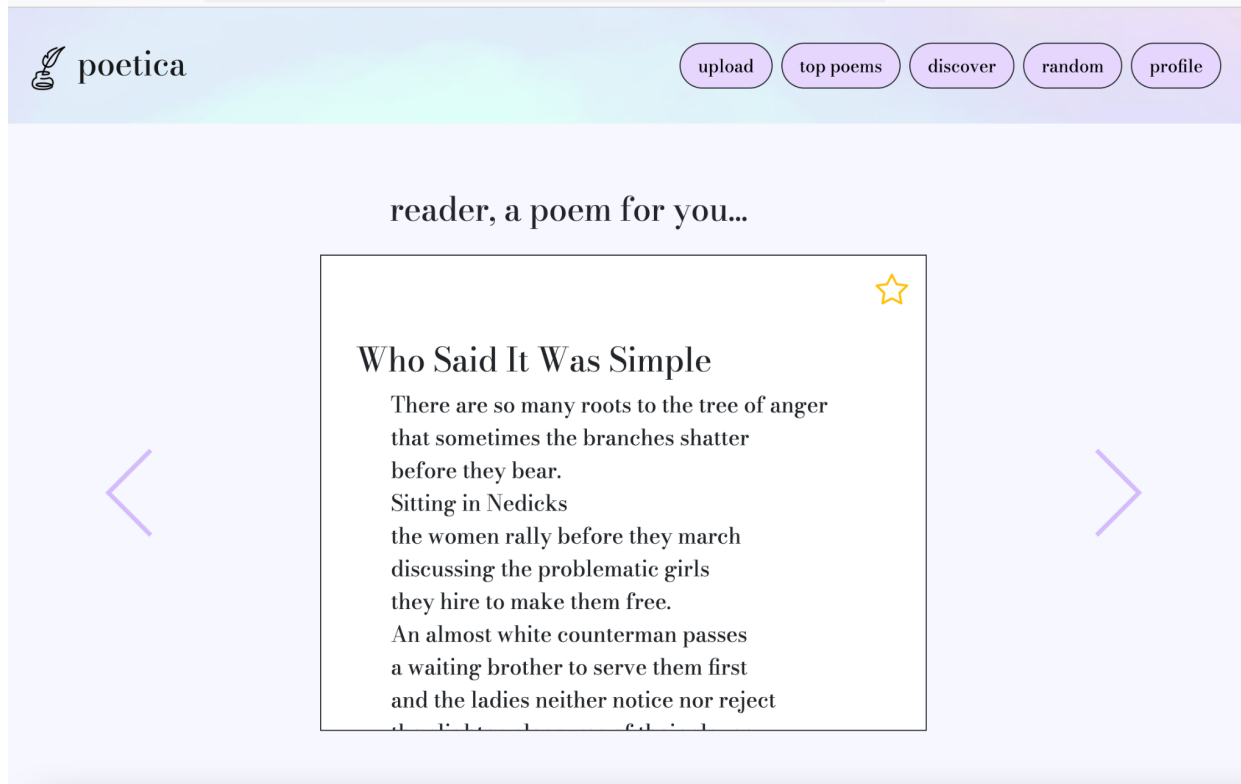 poetica
upload
top poems
discover
random
profile
reader, a poem for you...
Who Said It Was Simple
There are so many roots to the tree of anger
that sometimes the branches shatter
before they bear.
Sitting in Nedicks
the women rally before they march
discussing the problematic girls
they hire to make them free.
An almost white counterman passes
a waiting brother to serve them first
and the ladies neither notice nor reject